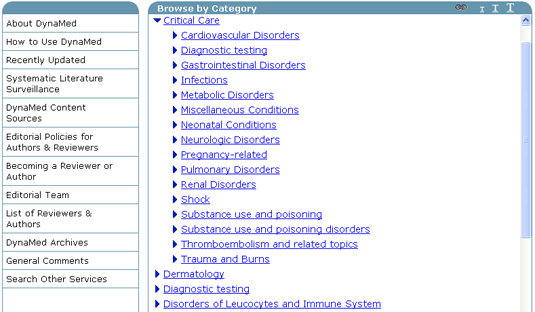 About DynaMed
How to Use DynaMed
Recently Updated
Systematic Literature
Surveillance
DynaMed Content
Sources
Editorial Policies for
Authors & Reviewers
Becoming a Reviewer or
Author
Editorial Team
List of Reviewers &
Authors
DynaMed Archives
General Comments
Search Other Services
Browse by Category
T T T
Critical Care
Cardiovascular Disorders
Diagnostic testing
Gastrointestinal Disorders
Infections
Metabolic Disorders
Miscellaneous Conditions
Neonatal Conditions
Neurologic Disorders
Pregnancy-related
Pulmonary Disorders
Renal Disorders
Shock
Substance use and poisoning
Substance use and poisoning disorders
Thromboembolism and related topics
Trauma and Burns
Dermatology
Diagnostic testing
Disorders of Leucocytes and Immune System